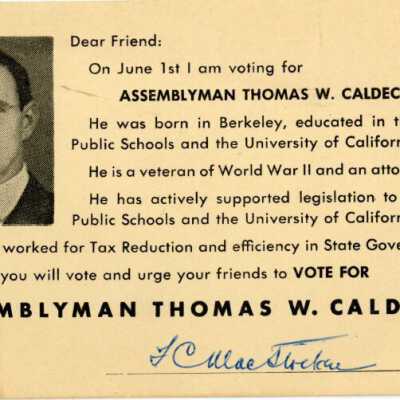 Dear Friend:
On June 1st I am voting for
ASSEMBLYMAN THOMAS W. CALDEC
He was born in Berkeley, educated in t
Public Schools and the University of Californ
He is a veteran of World War II and an atto
He has actively supported legislation to
Public Schools and the University of Californ
worked for Tax Reduction and efficiency in State Gove
you will vote and urge your friends to VOTE FOR
MBLYMAN THOMAS W. CALD